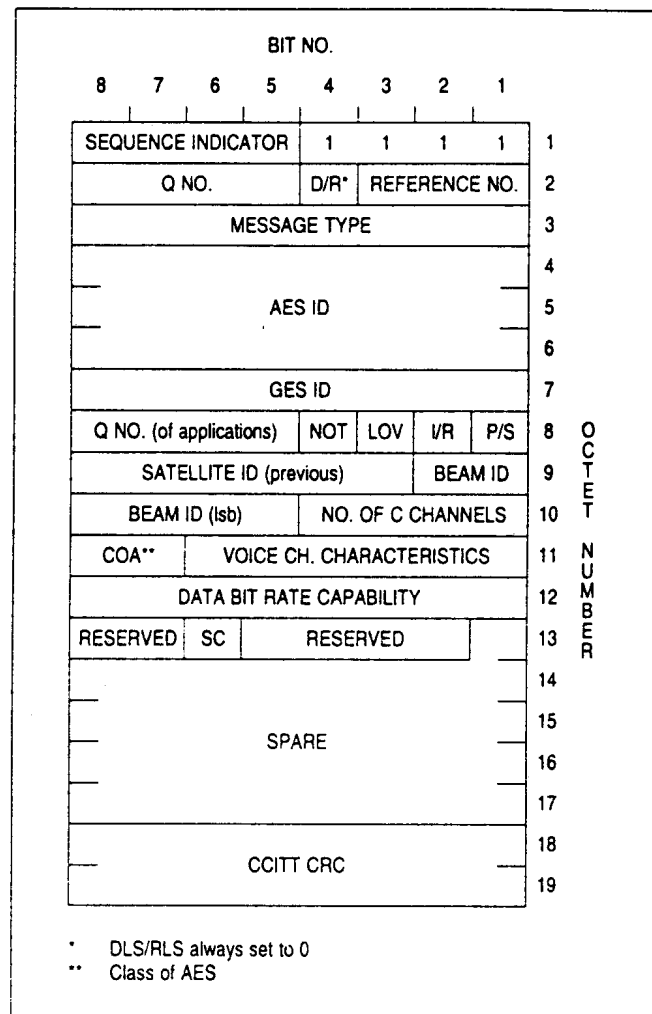 BIT NO.
8 7 6 5 4 3 2 1
SEQUENCE INDICATOR 1 1 1 1 1
Q NO. D/R* REFERENCE NO. 2
MESSAGE TYPE 3
4
AES ID 5
6
GES ID 7
Q NO. (of applications) NOT LOV I/R P/S 8
SATELLITE ID (previous) BEAM ID 9
BEAM ID (lsb) NO. OF C CHANNELS 10
COA** VOICE CH. CHARACTERISTICS 11
DATA BIT RATE CAPABILITY 12
RESERVED SC RESERVED 13
14
15
SPARE
16
17
18
CCITT CRC
19
OCTET NUMBER
* DLS/RLS always set to 0
** Class of AES